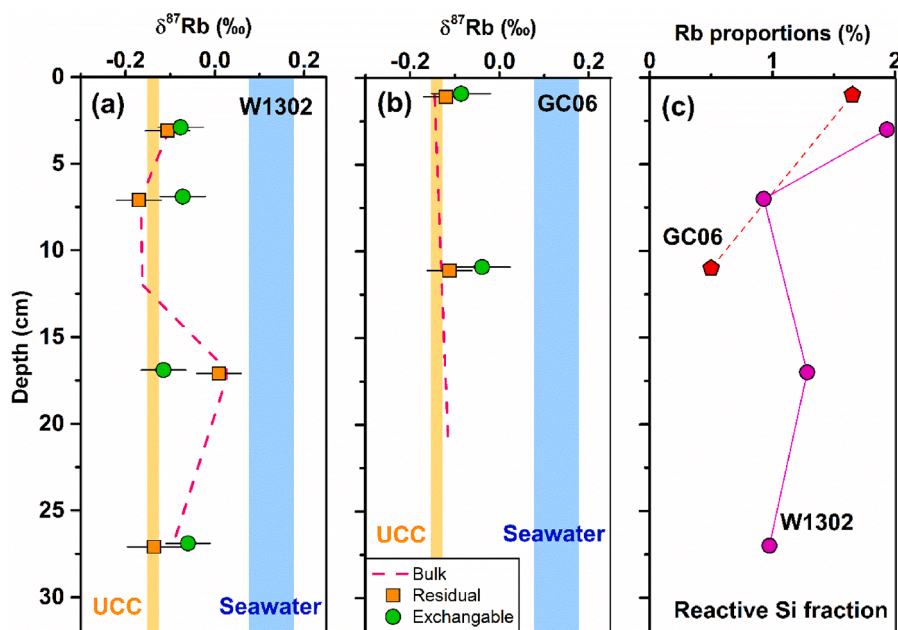 δ⁸⁷Rb (‰)
-0.2 0.0 0.2
(a)
W1302
UCC
Seawater
0
5
10
15
20
25
30
Depth (cm)
δ⁸⁷Rb (‰)
-0.2 0.0 0.2
(b)
GC06
UCC
Seawater
Bulk
Residual
Exchangable
Rb proportions (%)
0 1 2
(c)
GC06
W1302
Reactive Si fraction